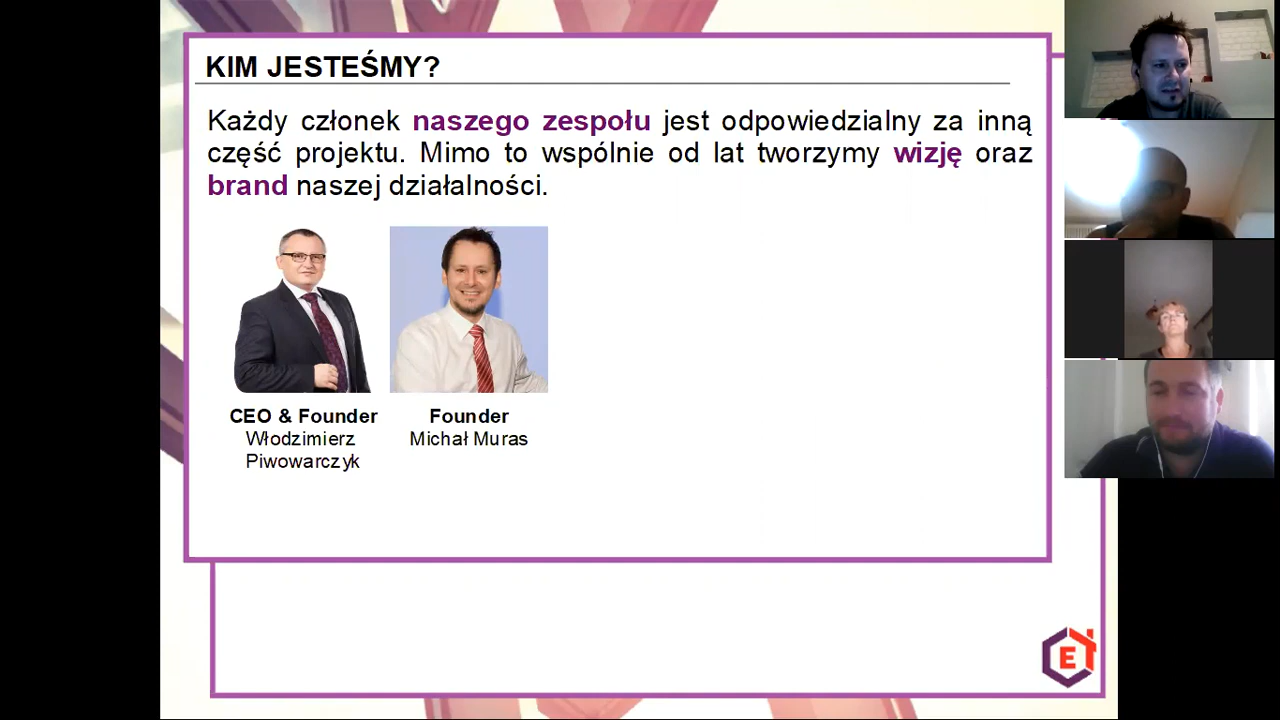 KIM JESTEŚMY?
Każdy członek naszego zespołu jest odpowiedzialny za inną
część projektu. Mimo to wspólnie od lat tworzymy wizję oraz
brand naszej działalności.
CEO & Founder
Włodzimierz
Piwowarczyk
Founder
Michał Muras
E